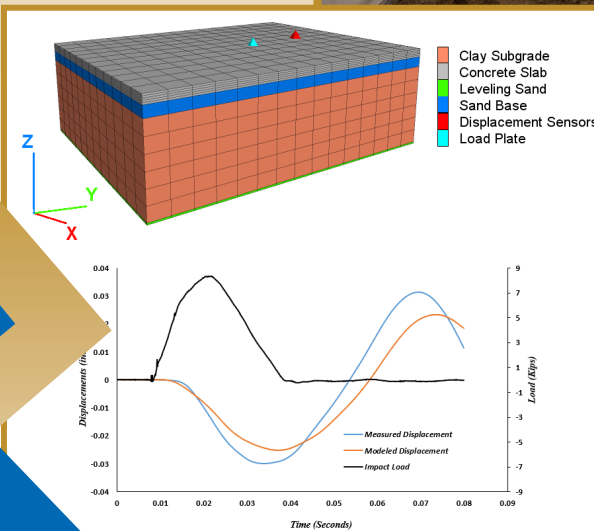 Clay Subgrade
Concrete Slab
Leveling Sand
Sand Base
Displacement Sensors
Load Plate
Z
Y
X
0.04
0.03
0.01
0
-0.01
-0.02
-0.03
-0.04
Displacements
9
7
5
3
1
-1
-3
-5
-7
-9
Load (Kips)
Measured Displacement
Modeled Displacement
Impact Load
0
0.01
0.02
0.03
0.04
0.05
0.06
0.07
0.08
0.09
Time (Seconds)